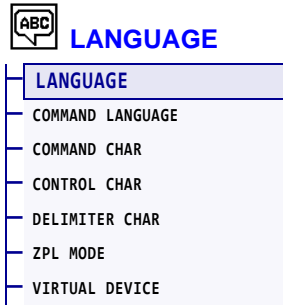 ABC
LANGUAGE
LANGUAGE
COMMAND LANGUAGE
COMMAND CHAR
CONTROL CHAR
DELIMITER CHAR
ZPL MODE
VIRTUAL DEVICE